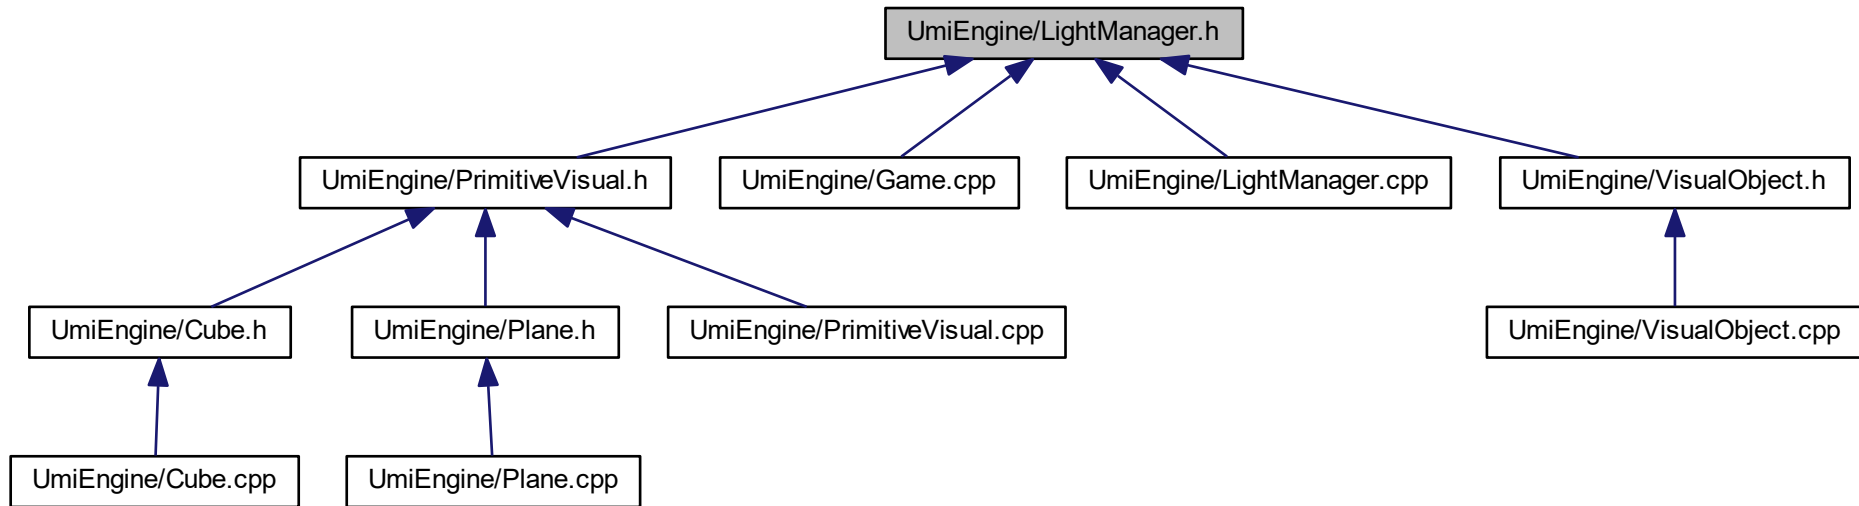 UmiEngine/LightManager.h
UmiEngine/PrimitiveVisual.h
UmiEngine/Game.cpp
UmiEngine/LightManager.cpp
UmiEngine/VisualObject.h
UmiEngine/Cube.h
UmiEngine/Plane.h
UmiEngine/PrimitiveVisual.cpp
UmiEngine/VisualObject.cpp
UmiEngine/Cube.cpp
UmiEngine/Plane.cpp